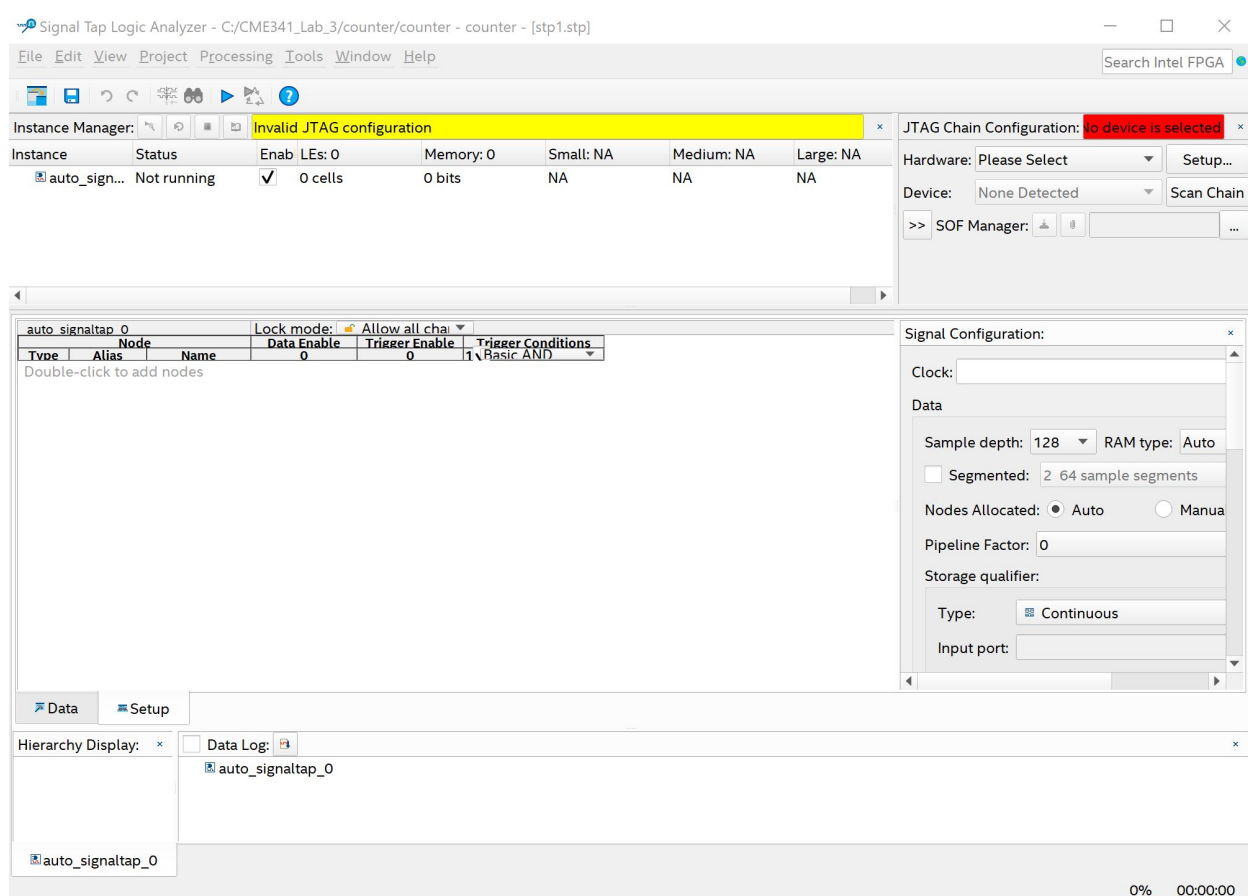 Signal Tap Logic Analyzer - C:/CME341_Lab_3/counter/counter - counter - [stp1.stp]
File Edit View Project Processing Tools Window Help
Search Intel FPGA
Instance Manager: Invalid JTAG configuration
Instance Status Enab LEs: 0 Memory: 0 Small: NA Medium: NA Large: NA
auto_sign... Not running 0 cells 0 bits NA NA NA
JTAG Chain Configuration: No device is selected
Hardware: Please Select Setup...
Device: None Detected Scan Chain
>> SOF Manager: ...
auto_signaltap_0 Lock mode: Allow all cha
Node Data Enable Trigger Enable Trigger Conditions
Type Alias Name 0 0 1 Basic AND
Double-click to add nodes
Signal Configuration:
Clock:
Data
Sample depth: 128 RAM type: Auto
Segmented: 2 64 sample segments
Nodes Allocated: Auto Manua
Pipeline Factor: 0
Storage qualifier:
Type: Continuous
Input port:
Data Setup
Hierarchy Display: Data Log:
auto_signaltap_0
auto_signaltap_0
0% 00:00:00